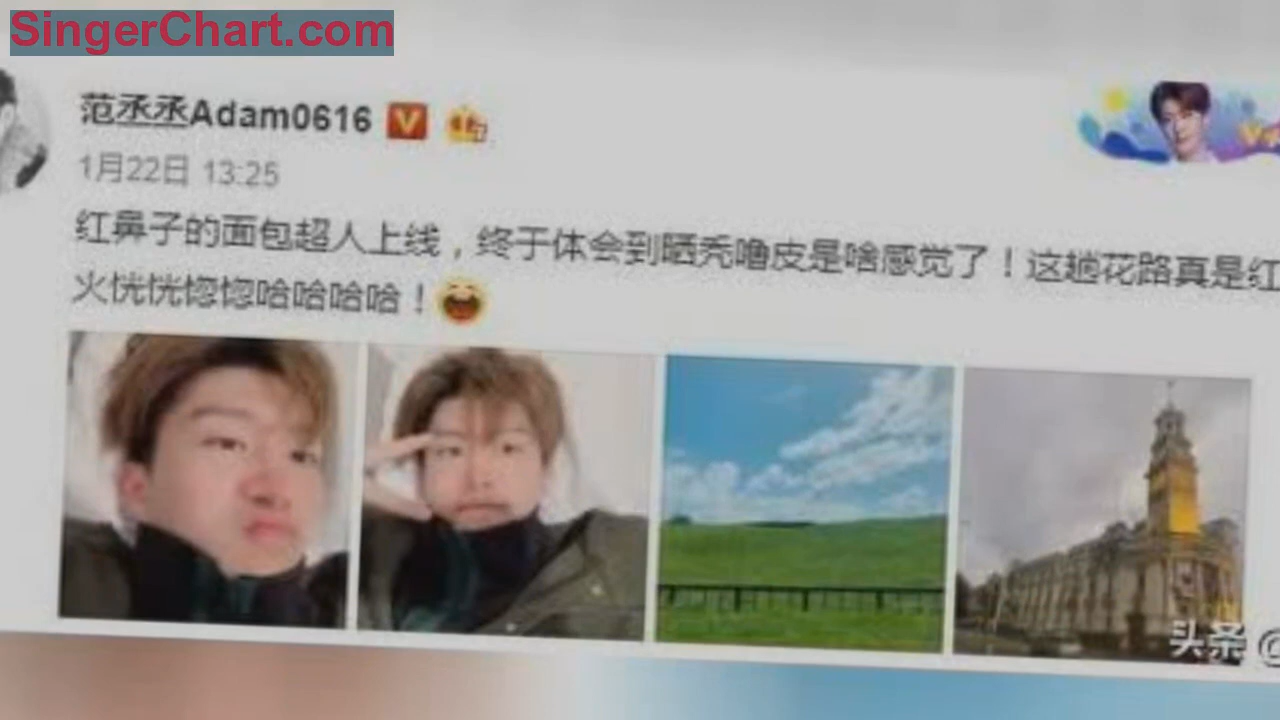 SingerChart.com
范丞丞Adam0616
1月22日 13:25
红鼻子的面包超人上线，终于体会到晒秃噜皮是啥感觉了！这趟花路真是红
火恍恍惚惚哈哈哈哈！
头条 @